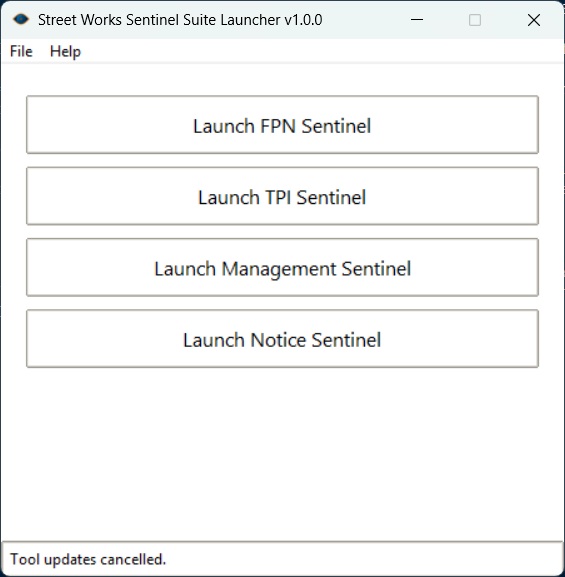 Street Works Sentinel Suite Launcher v1.0.0
File Help
Launch FPN Sentinel
Launch TPI Sentinel
Launch Management Sentinel
Launch Notice Sentinel
Tool updates cancelled.